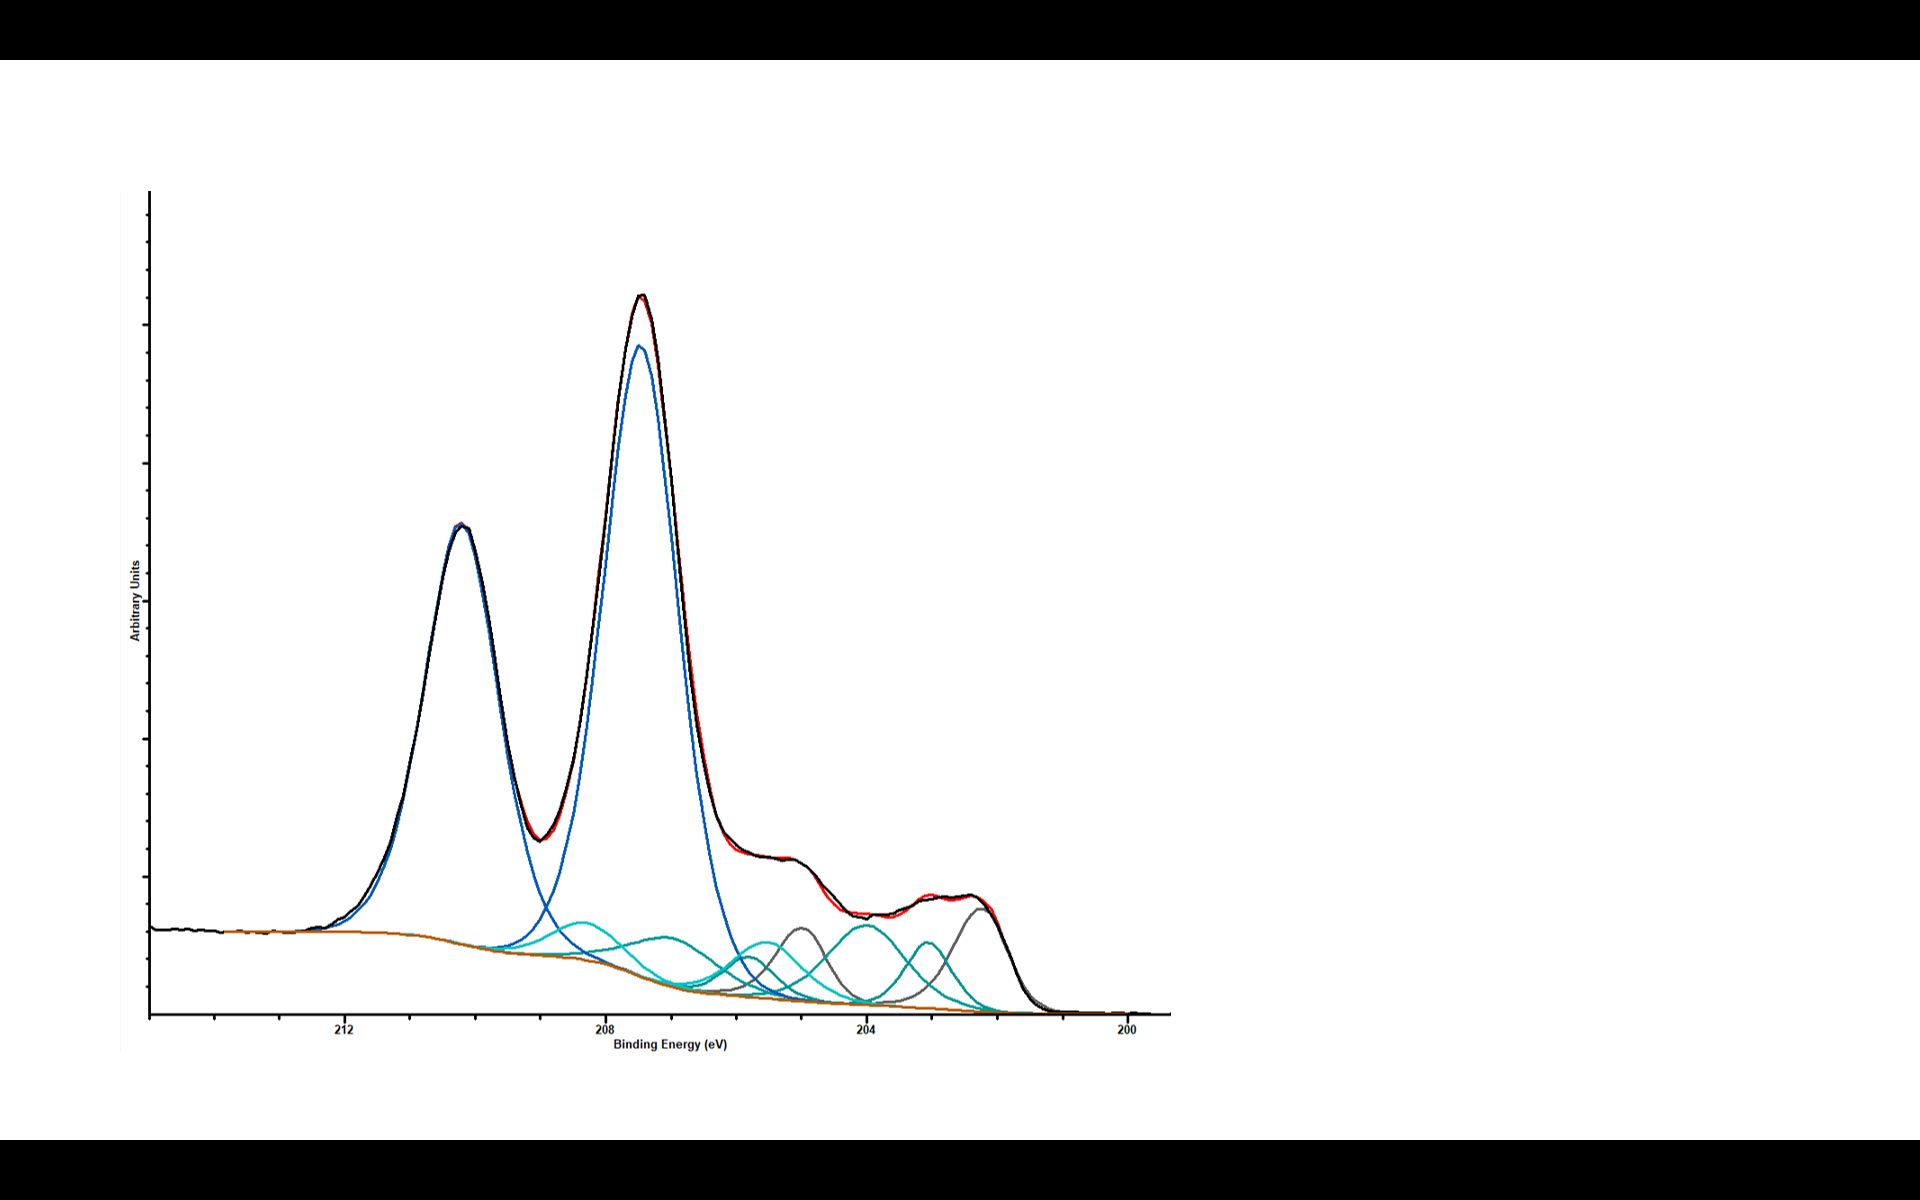 Arbitrary Units
212
208
204
200
Binding Energy (eV)